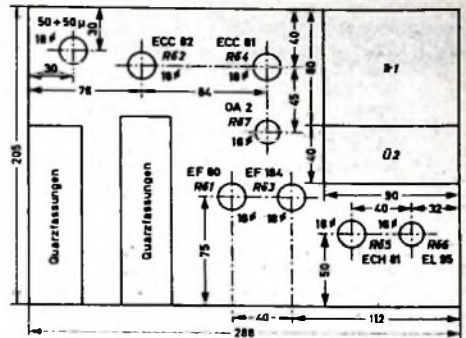 50+50µ
18 ⌀
30
30
ECC 82
R62
18 ⌀
ECC 81
R64
18 ⌀
40
80
Tr1
76
84
45
OA 2
R67
18 ⌀
40
Ü2
205
Quarzfassungen
Quarzfassungen
EF 80
R61
18 ⌀
EF 184
R63
18 ⌀
90
40
32
18 ⌀
18 ⌀
R65
R66
ECH 81
EL 95
75
50
40
112
288